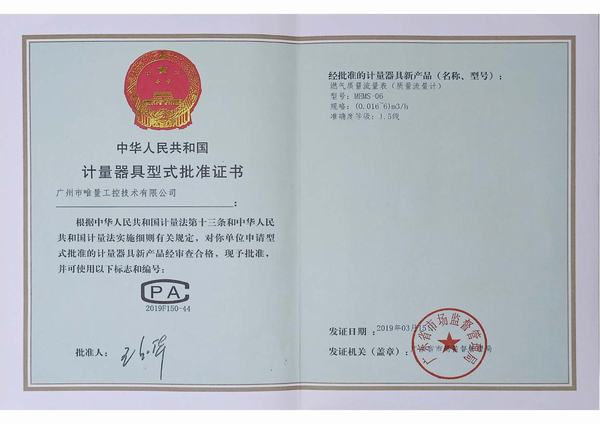 中华人民共和国
计量器具型式批准证书
广州市唯量工控技术有限公司
:
根据中华人民共和国计量法第十三条和中华人民
共和国计量法实施细则有关规定，对你单位申请型
式批准的计量器具新产品经审查合格，现予批准，
并可使用以下标志和编号:
CPA
2019F150-44
批准人:
经批准的计量器具新产品（名称、型号）:
燃气质量流量表（质量流量计）
型号: MEMS-06
规格: (0.016~6)m3/h
准确度等级: 1.5级
发证日期: 2019年03月
发证机关（盖章）:
广东省市场监督管理局